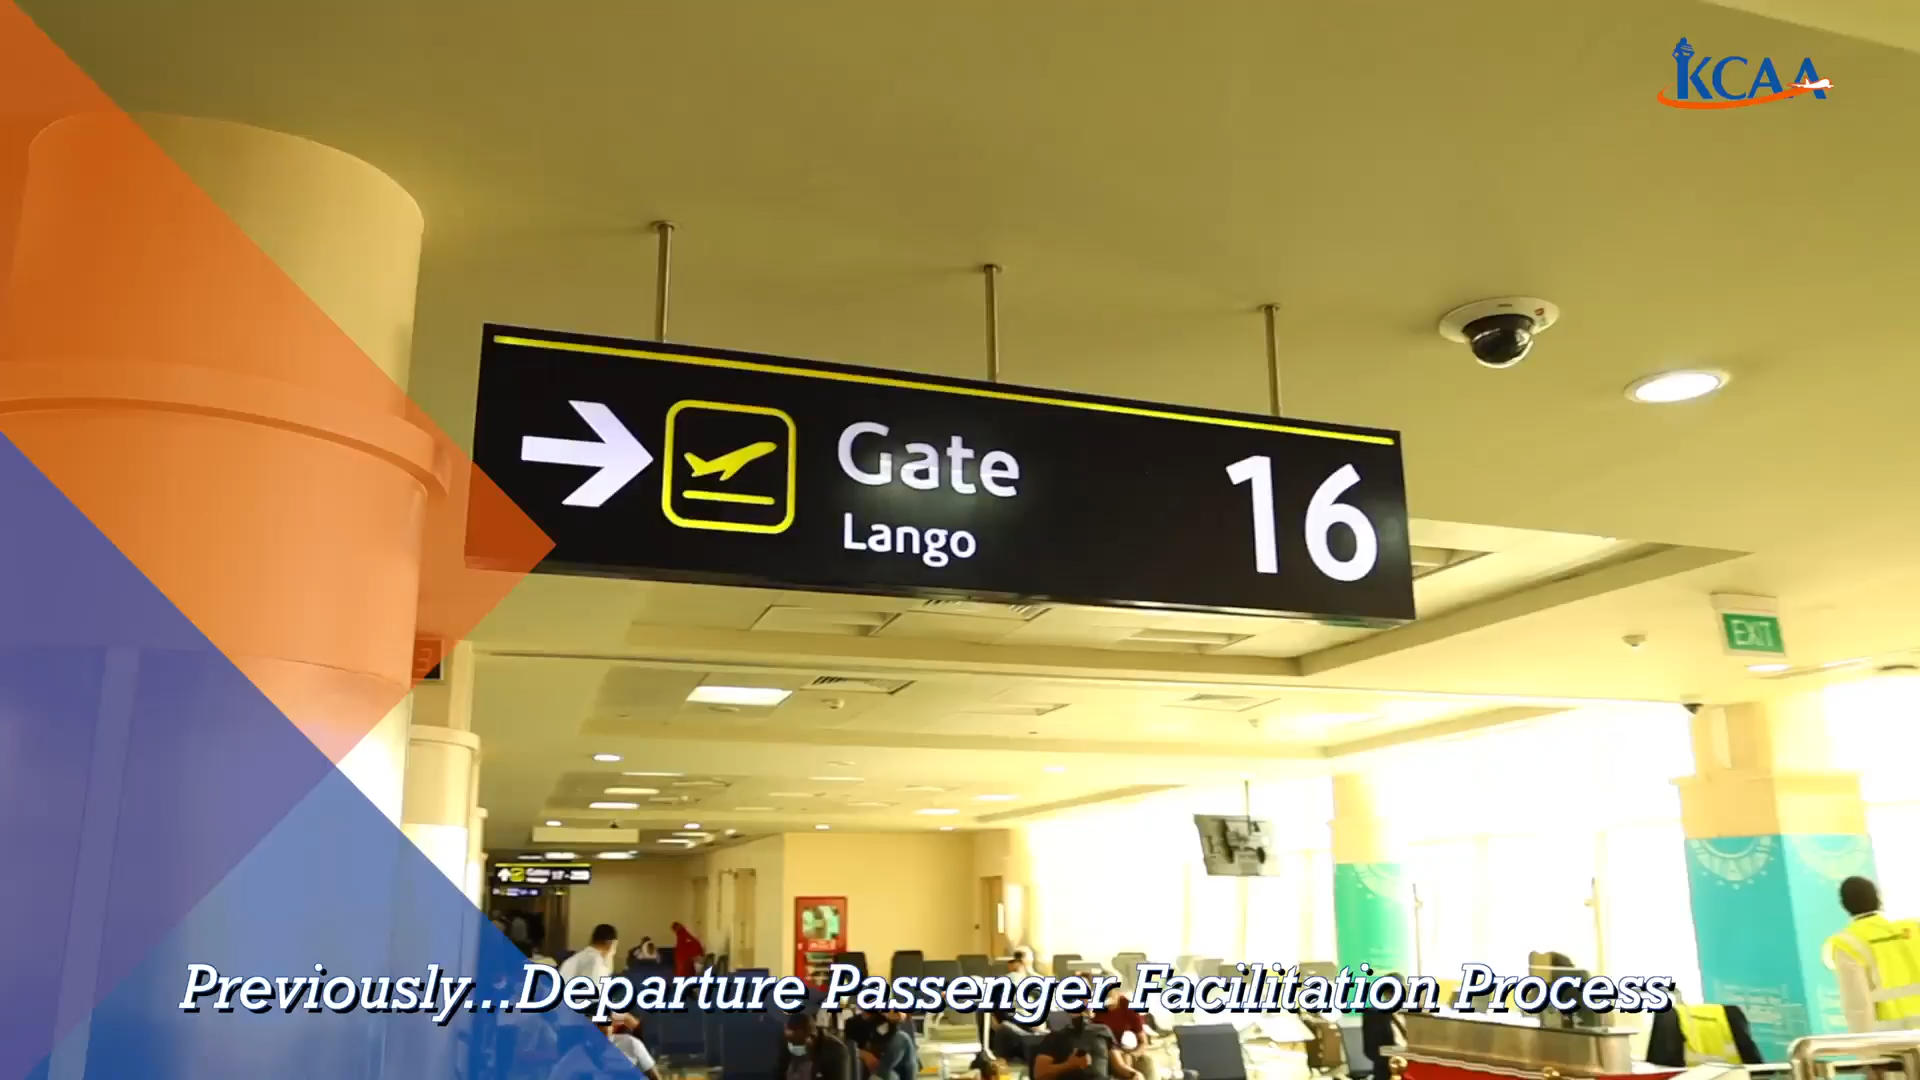 KCAA
Gate
Lango
16
EXIT
Previously...Departure Passenger Facilitation Process